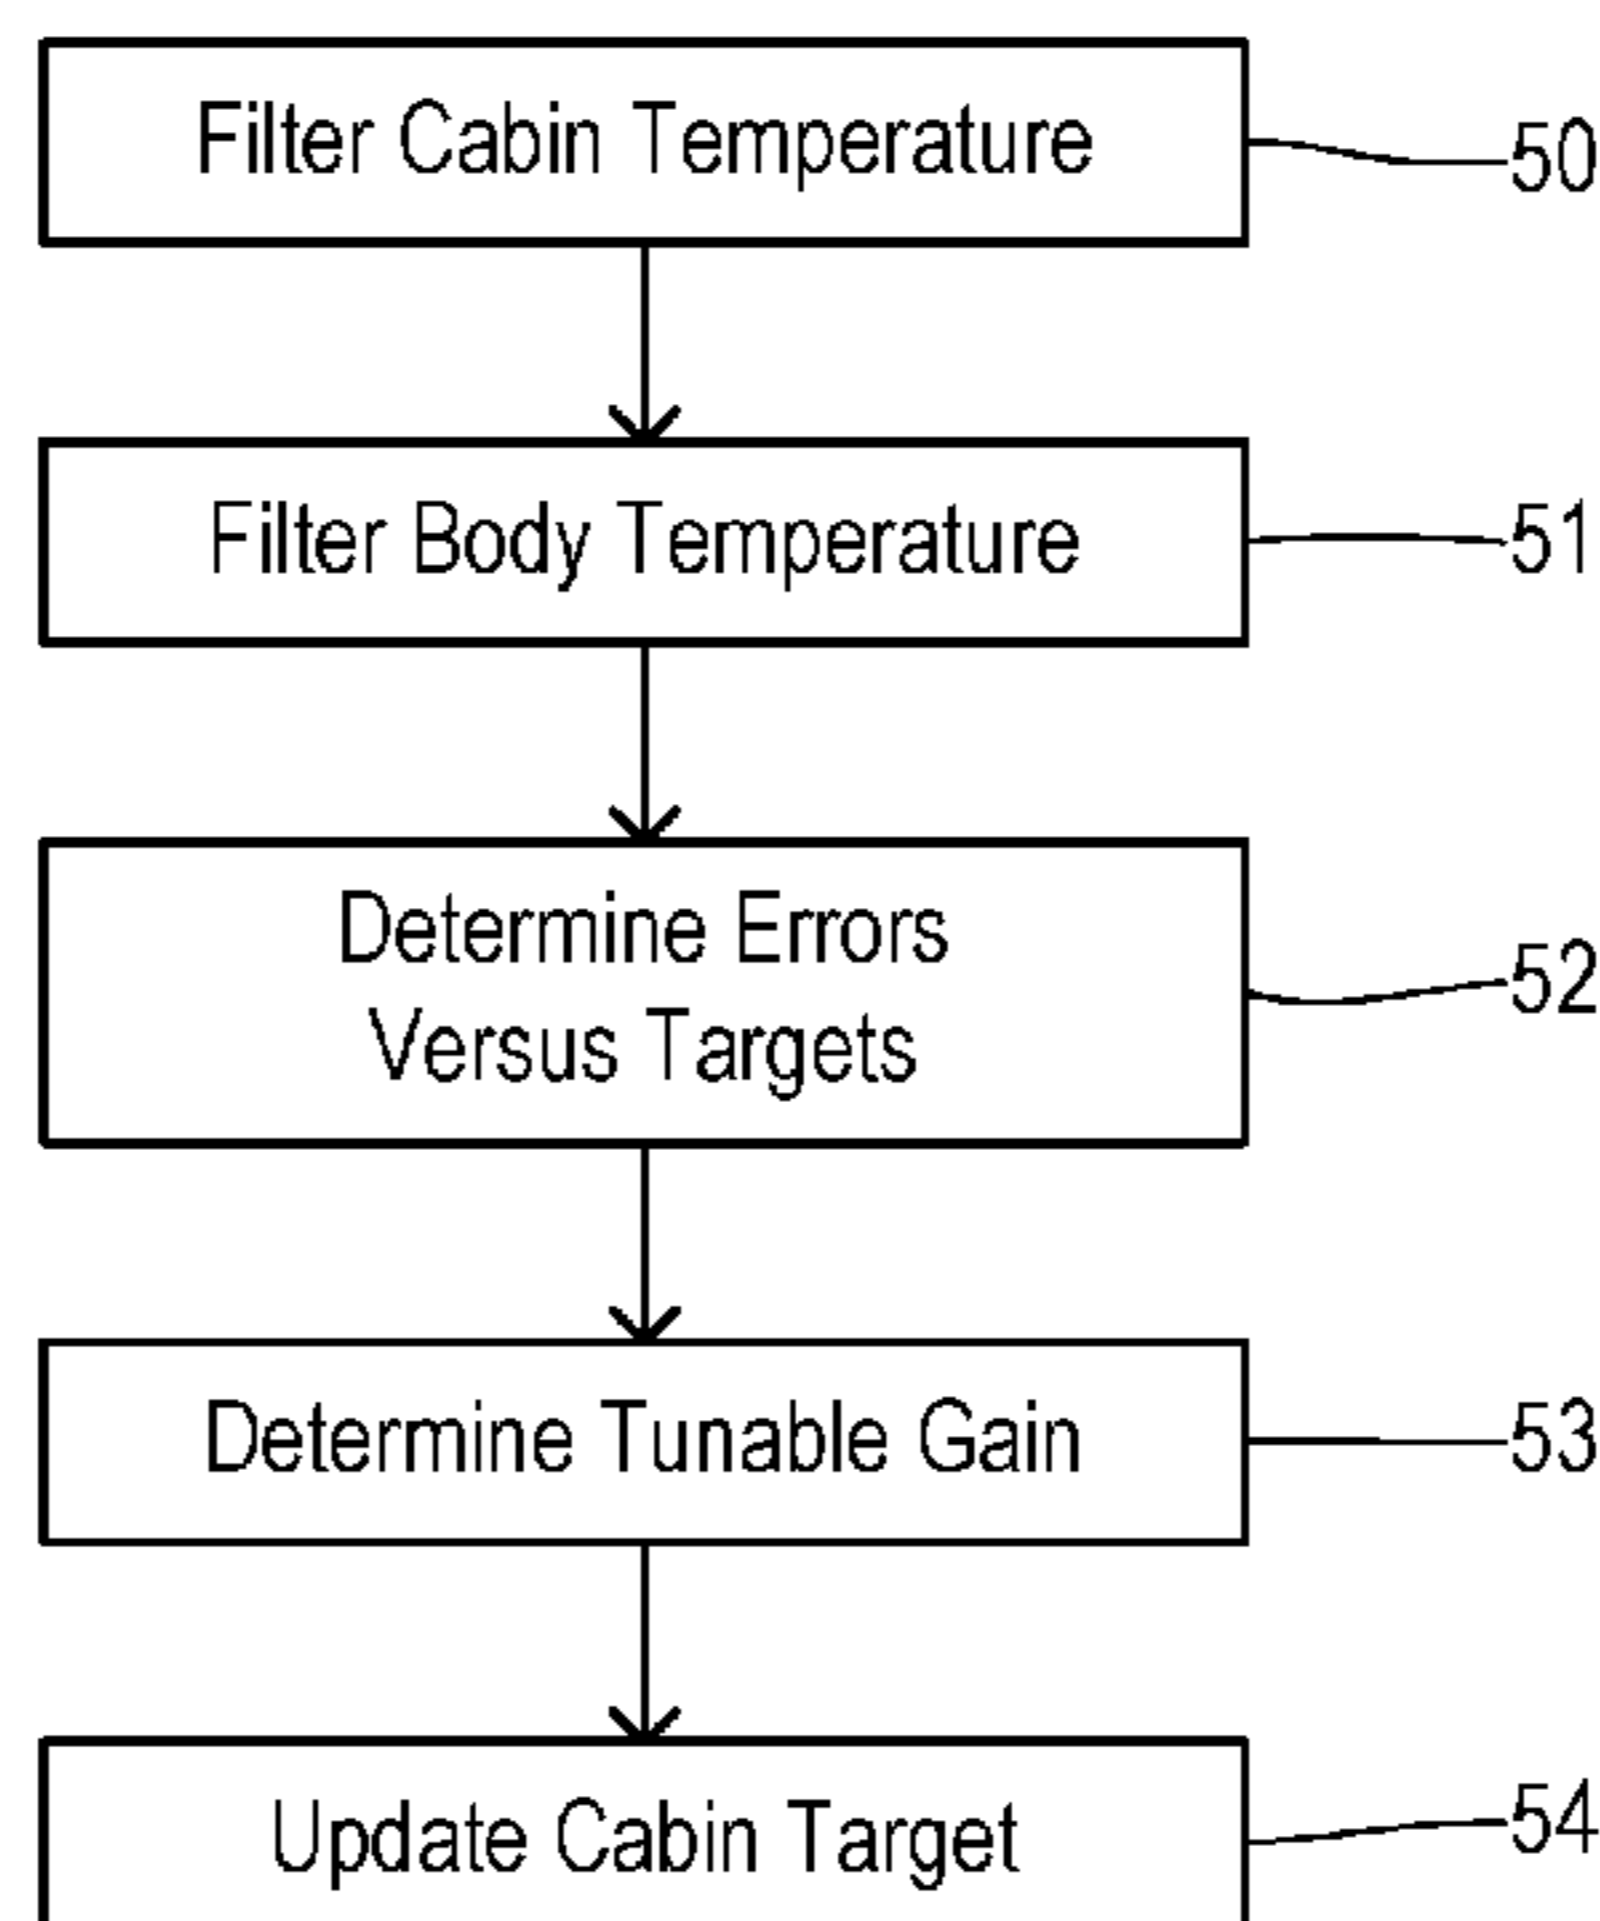 Filter Cabin Temperature
50
Filter Body Temperature
51
Determine Errors
Versus Targets
52
Determine Tunable Gain
53
Update Cabin Target
54